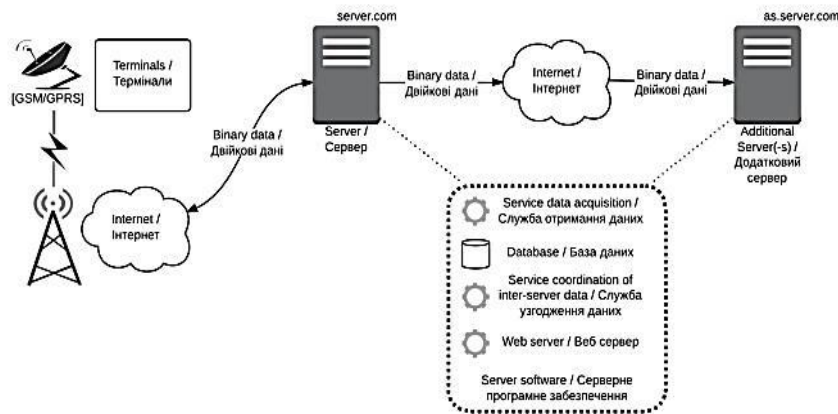 server.com
as.server.com
Terminals /
Термінали
[GSM/GPRS]
Binary data /
Двійкові дані
Internet /
Інтернет
Server /
Сервер
Binary data /
Двійкові дані
Internet /
Інтернет
Binary data /
Двійкові дані
Additional
Server(-s) /
Додатковий
сервер
Service data acquisition /
Служба отримання даних
Database / База даних
Service coordination of
inter-server data / Служба
узгодження даних
Web server / Веб сервер
Server software / Серверне
програмне забезпечення